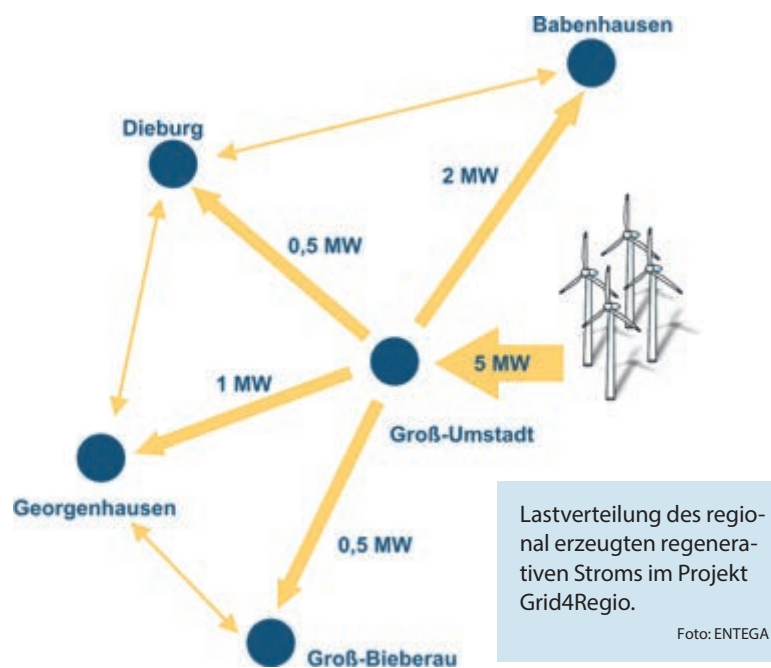 Babenhausen
Dieburg
2 MW
0,5 MW
5 MW
1 MW
Groß-Umstadt
Georgenhausen
0,5 MW
Groß-Bieberau
Lastverteilung des regio-
nal erzeugten regenera-
tiven Stroms im Projekt
Grid4Regio.
Foto: ENTEGA